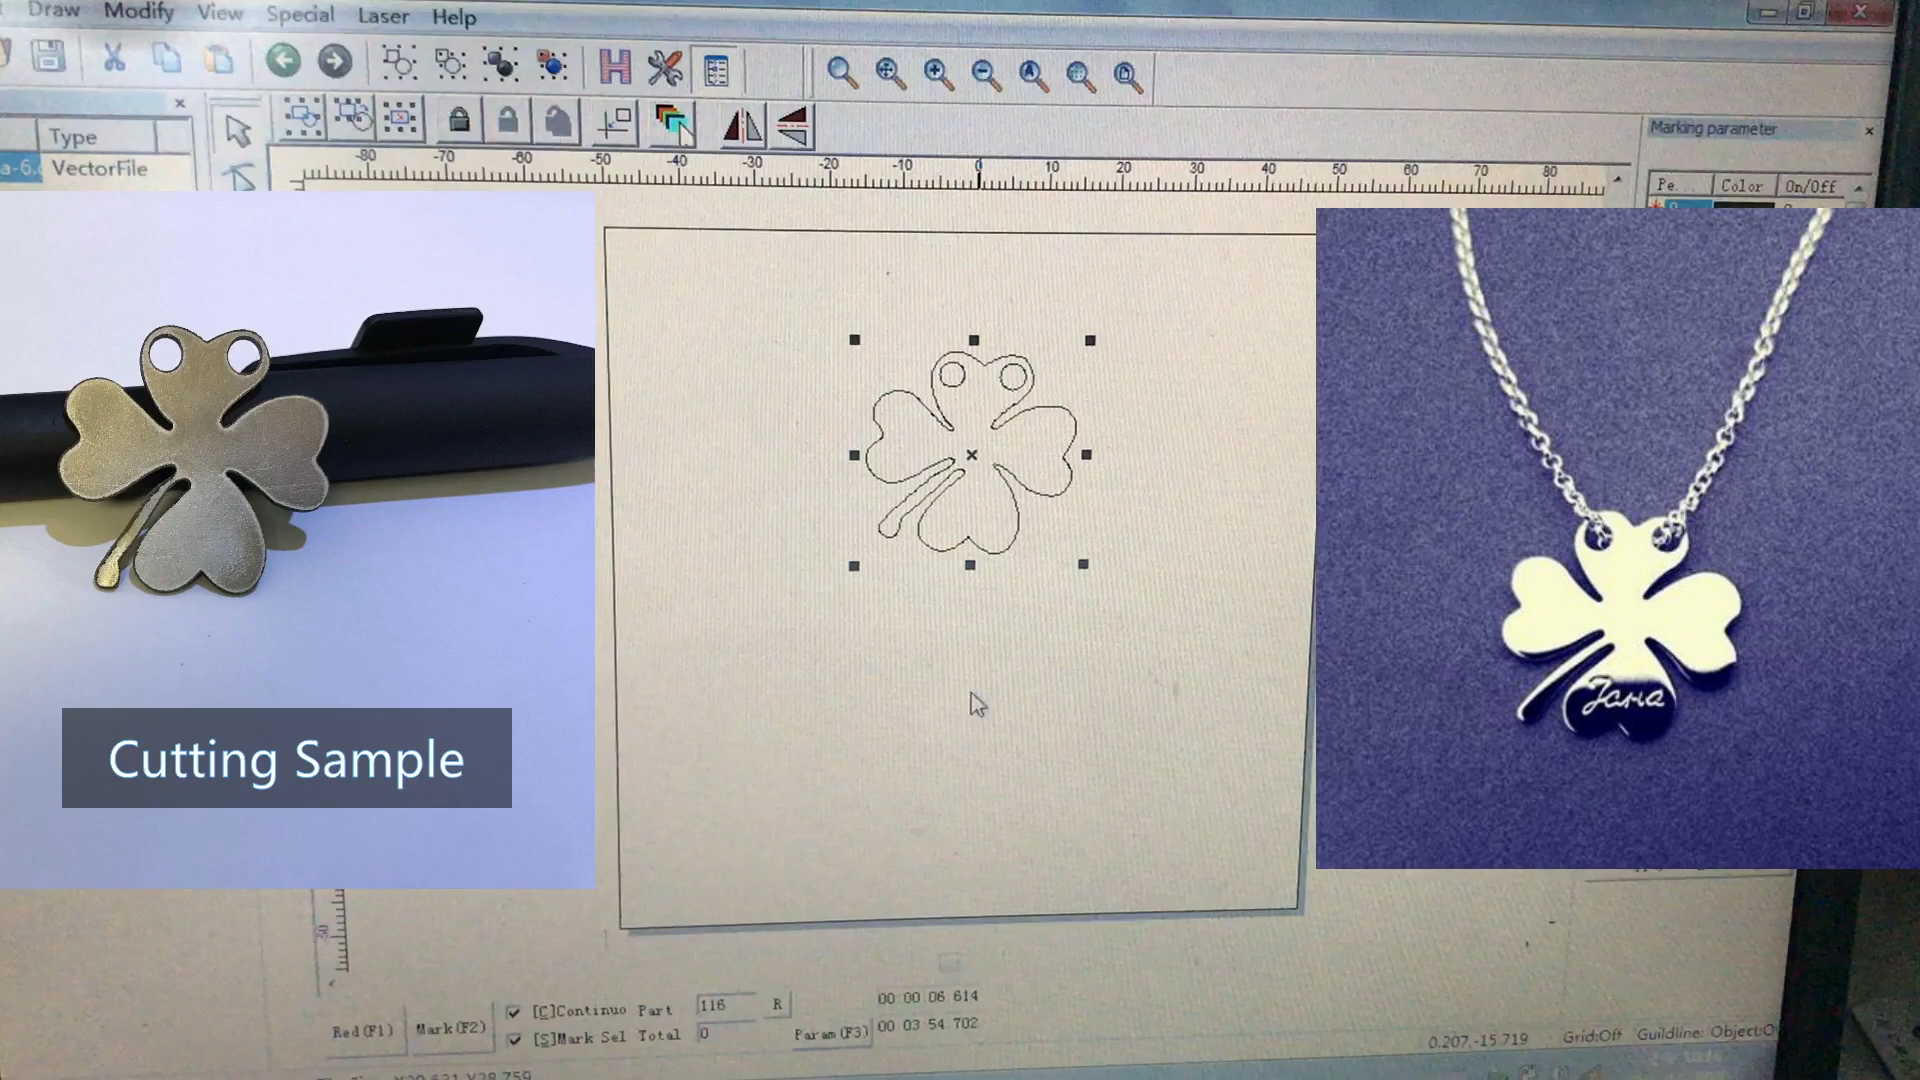 Draw Modify View Special Laser Help
Type
VectorFile
-80 -70 -60 -50 -40 -30 -20 -10 0 10 20 30 40 50 60 70 80
Marking parameter
Pe... Color On/Off
Jana
Cutting Sample
Red(F1) Mark(F2)
[C]Continuo Part 116 R
[S]Mark Sel Total 0
Param(F3)
00 00 06 614
00 03 54 702
0.207,-15.719 Grid:Off Guildline: Object:O